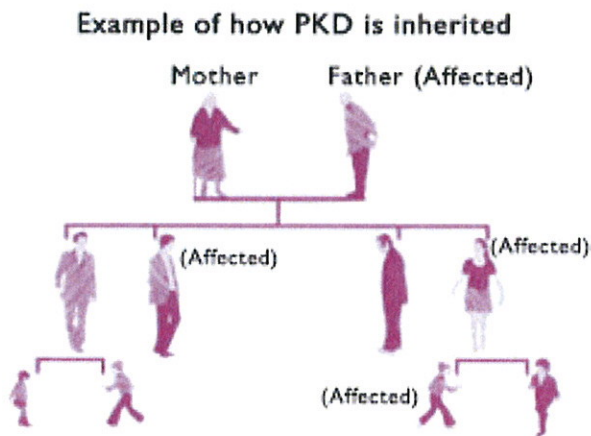 Example of how PKD is inherited
Mother Father (Affected)
(Affected) (Affected)
(Affected)